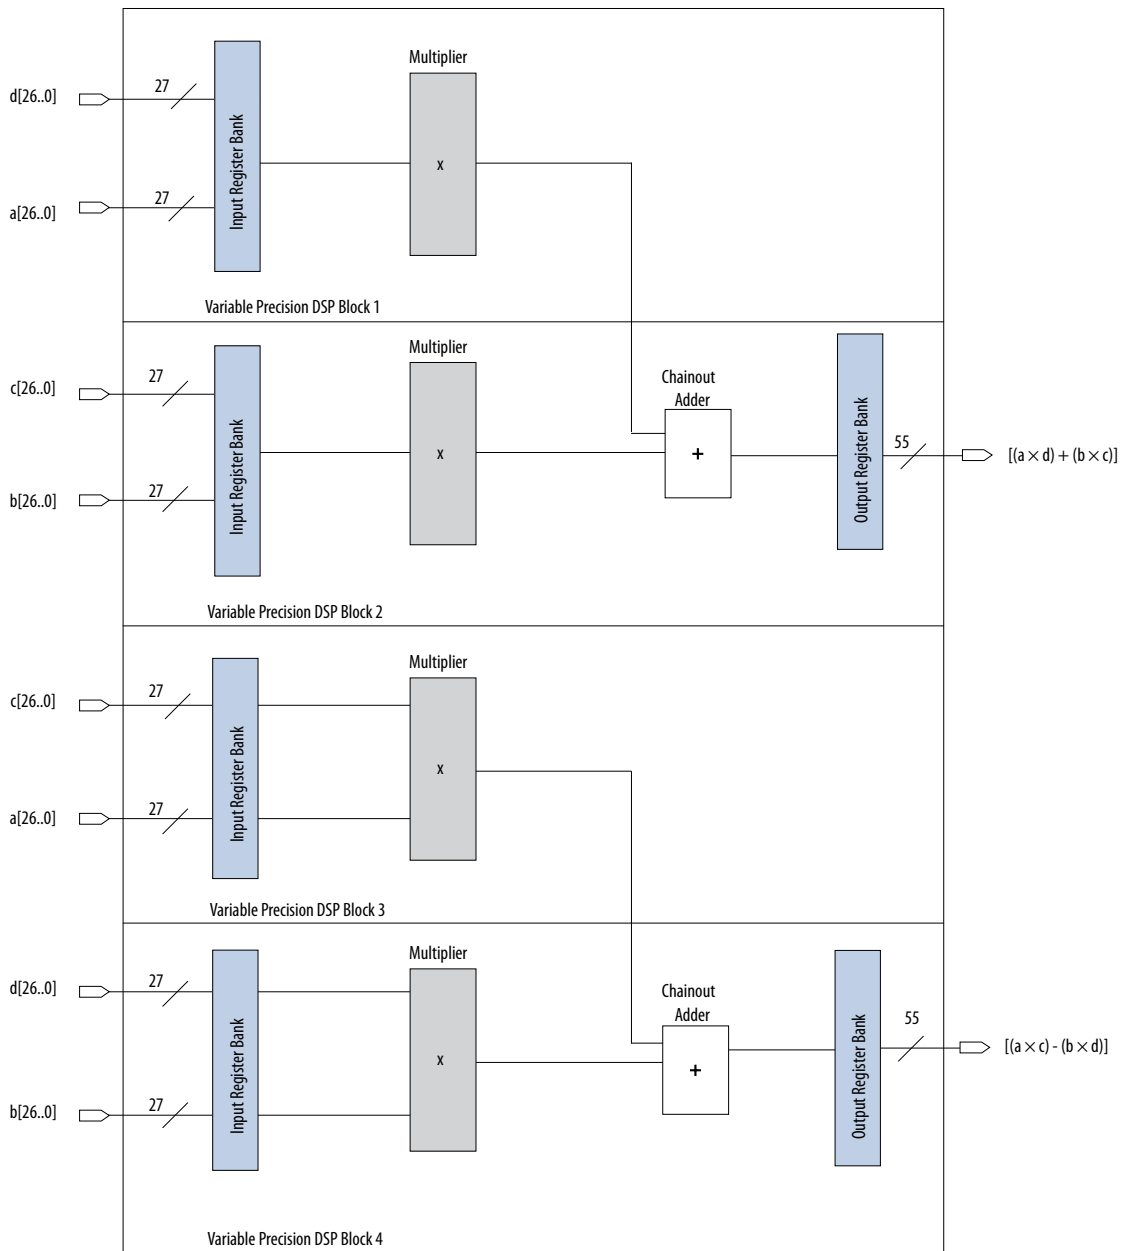 Multiplier
d[26..0]
27
Input Register Bank
x
27
a[26..0]
Variable Precision DSP Block 1
Multiplier
c[26..0]
27
Chainout
Adder
Input Register Bank
x
+
Output Register Bank
55
[(a × d) + (b × c)]
27
b[26..0]
Variable Precision DSP Block 2
Multiplier
c[26..0]
27
Input Register Bank
x
27
a[26..0]
Variable Precision DSP Block 3
Multiplier
d[26..0]
27
Chainout
Adder
Input Register Bank
x
+
Output Register Bank
55
[(a × c) - (b × d)]
27
b[26..0]
Variable Precision DSP Block 4